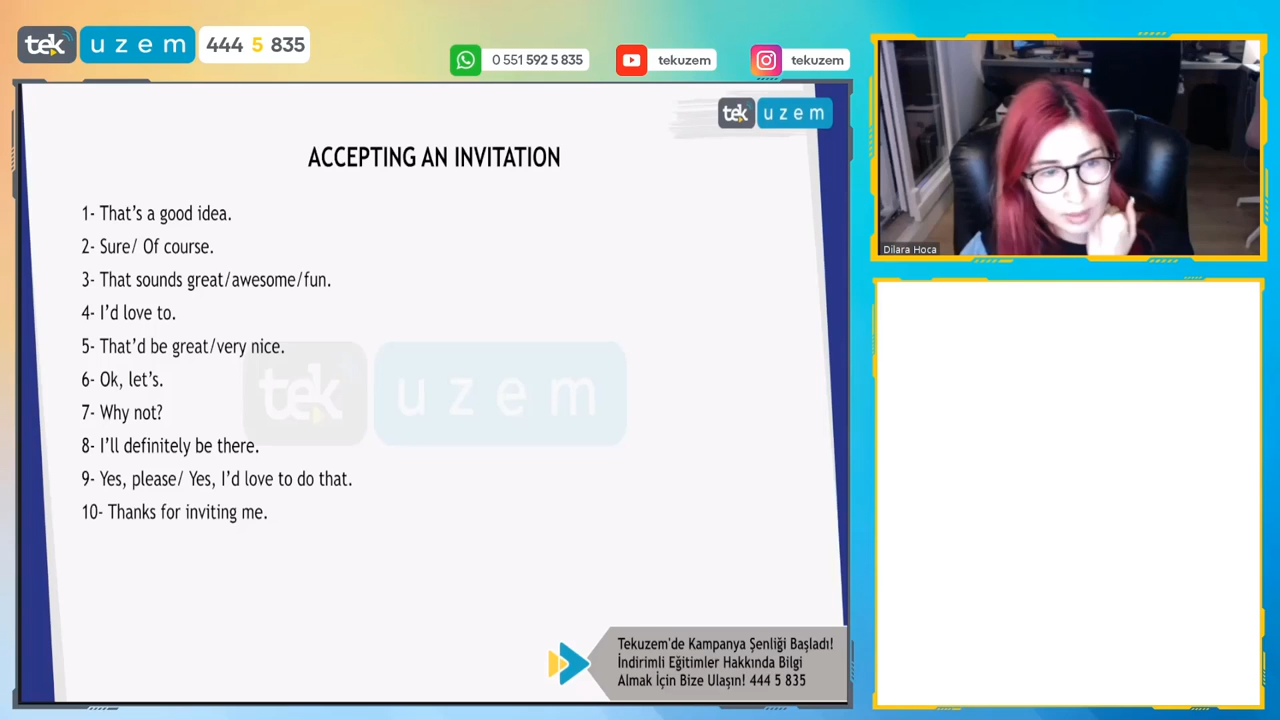 tek uzem 444 5 835
0 551 592 5 835
tekuzem
tekuzem
tek uzem
ACCEPTING AN INVITATION
1- That's a good idea.
2- Sure/ Of course.
3- That sounds great/awesome/fun.
4- I'd love to.
5- That'd be great/very nice.
6- Ok, let's.
7- Why not?
8- I'll definitely be there.
9- Yes, please/ Yes, I'd love to do that.
10- Thanks for inviting me.
tek uzem
Tekuzem'de Kampanya Şenliği Başladı!
İndirimli Eğitimler Hakkında Bilgi
Almak İçin Bize Ulaşın! 444 5 835
Dilara Hoca